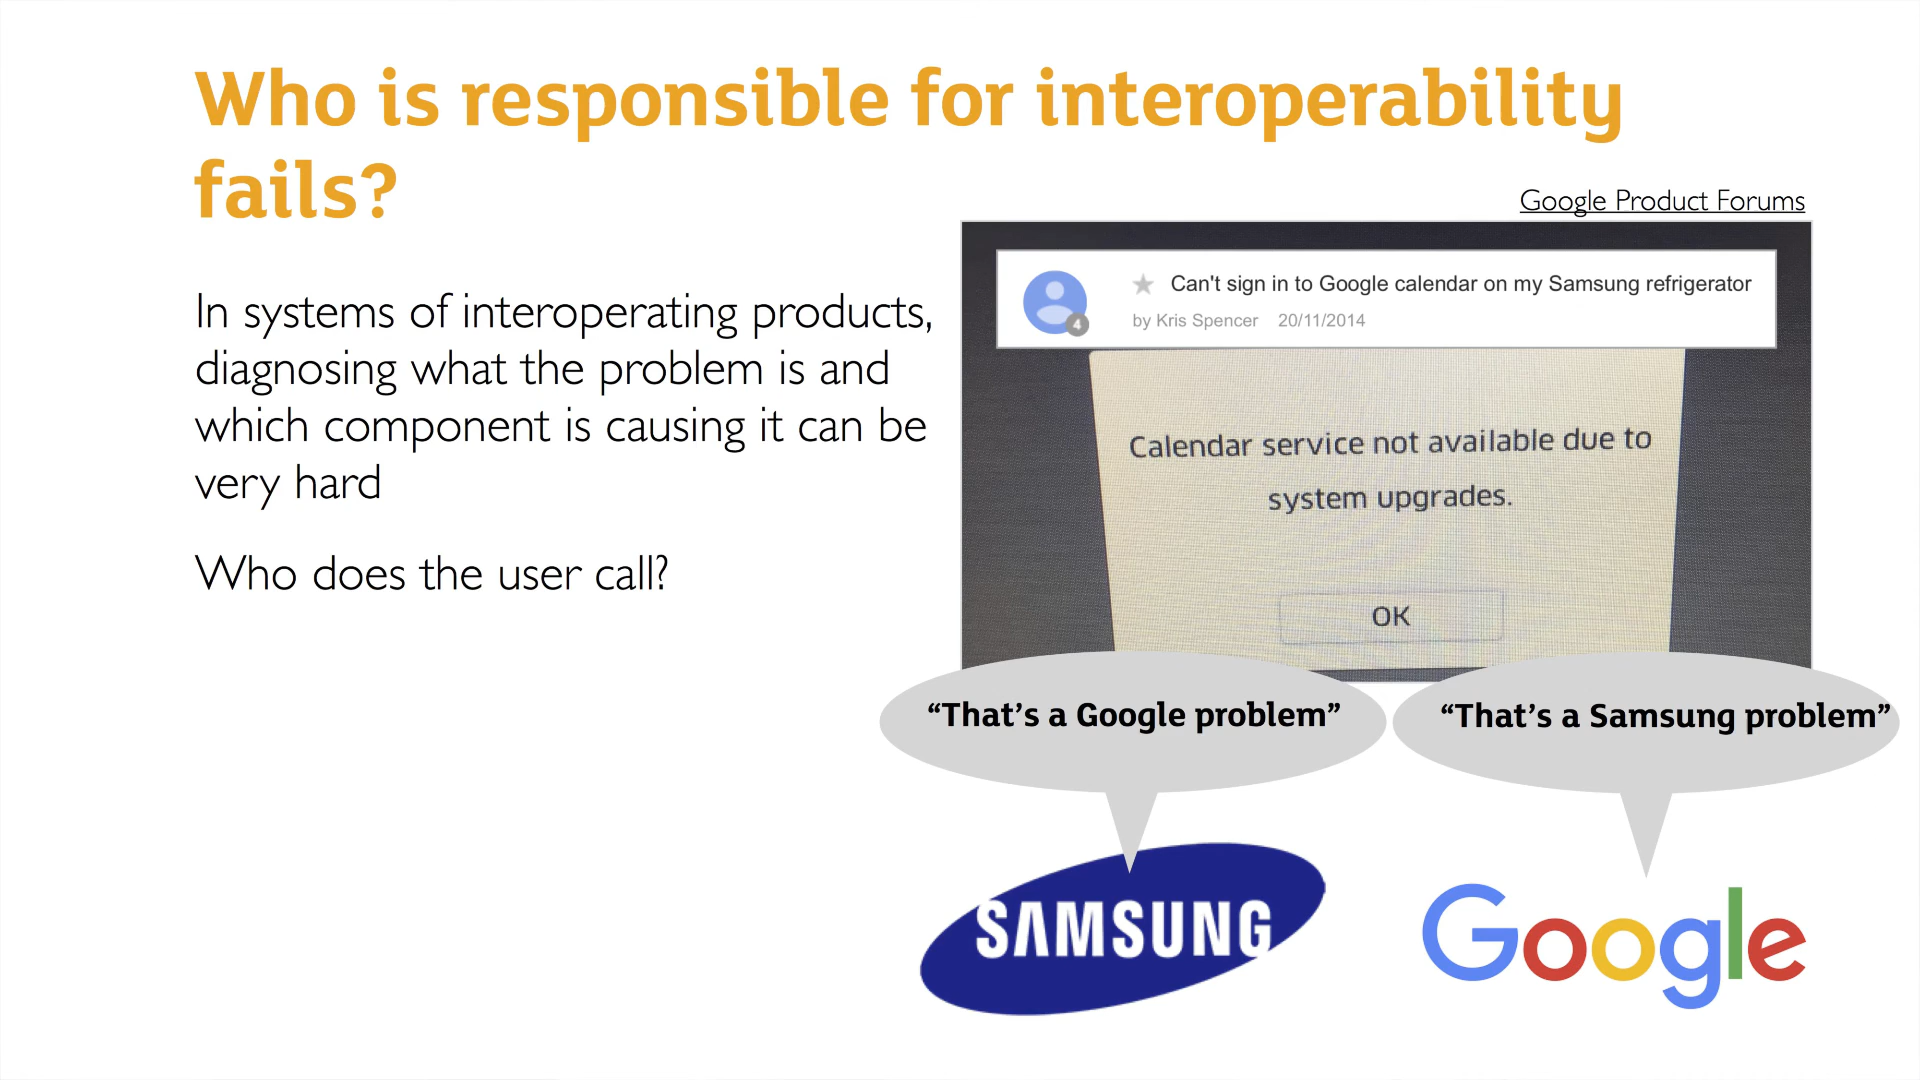 Who is responsible for interoperability
fails?
Google Product Forums
In systems of interoperating products,
diagnosing what the problem is and
which component is causing it can be
very hard
Who does the user call?
Can't sign in to Google calendar on my Samsung refrigerator
4
by Kris Spencer 20/11/2014
Calendar service not available due to
system upgrades.
OK
“That’s a Google problem”
“That’s a Samsung problem”
SAMSUNG
Google